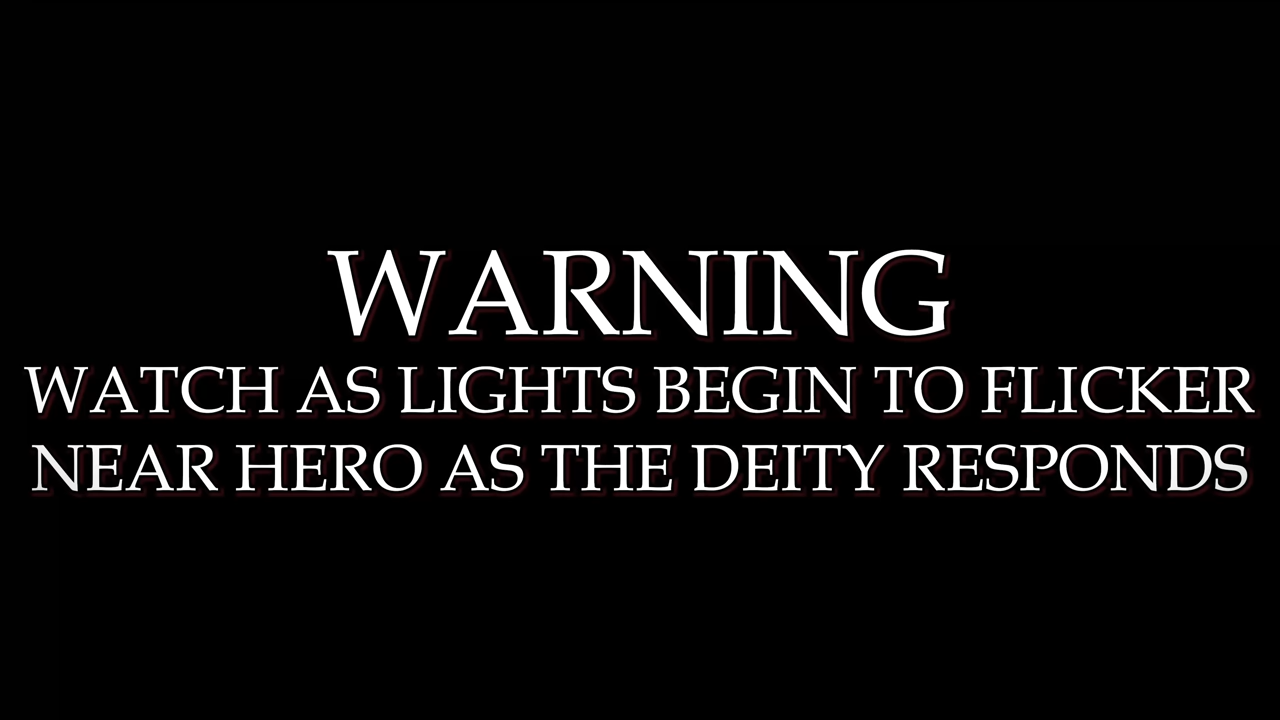 WARNING
WATCH AS LIGHTS BEGIN TO FLICKER
NEAR HERO AS THE DEITY RESPONDS